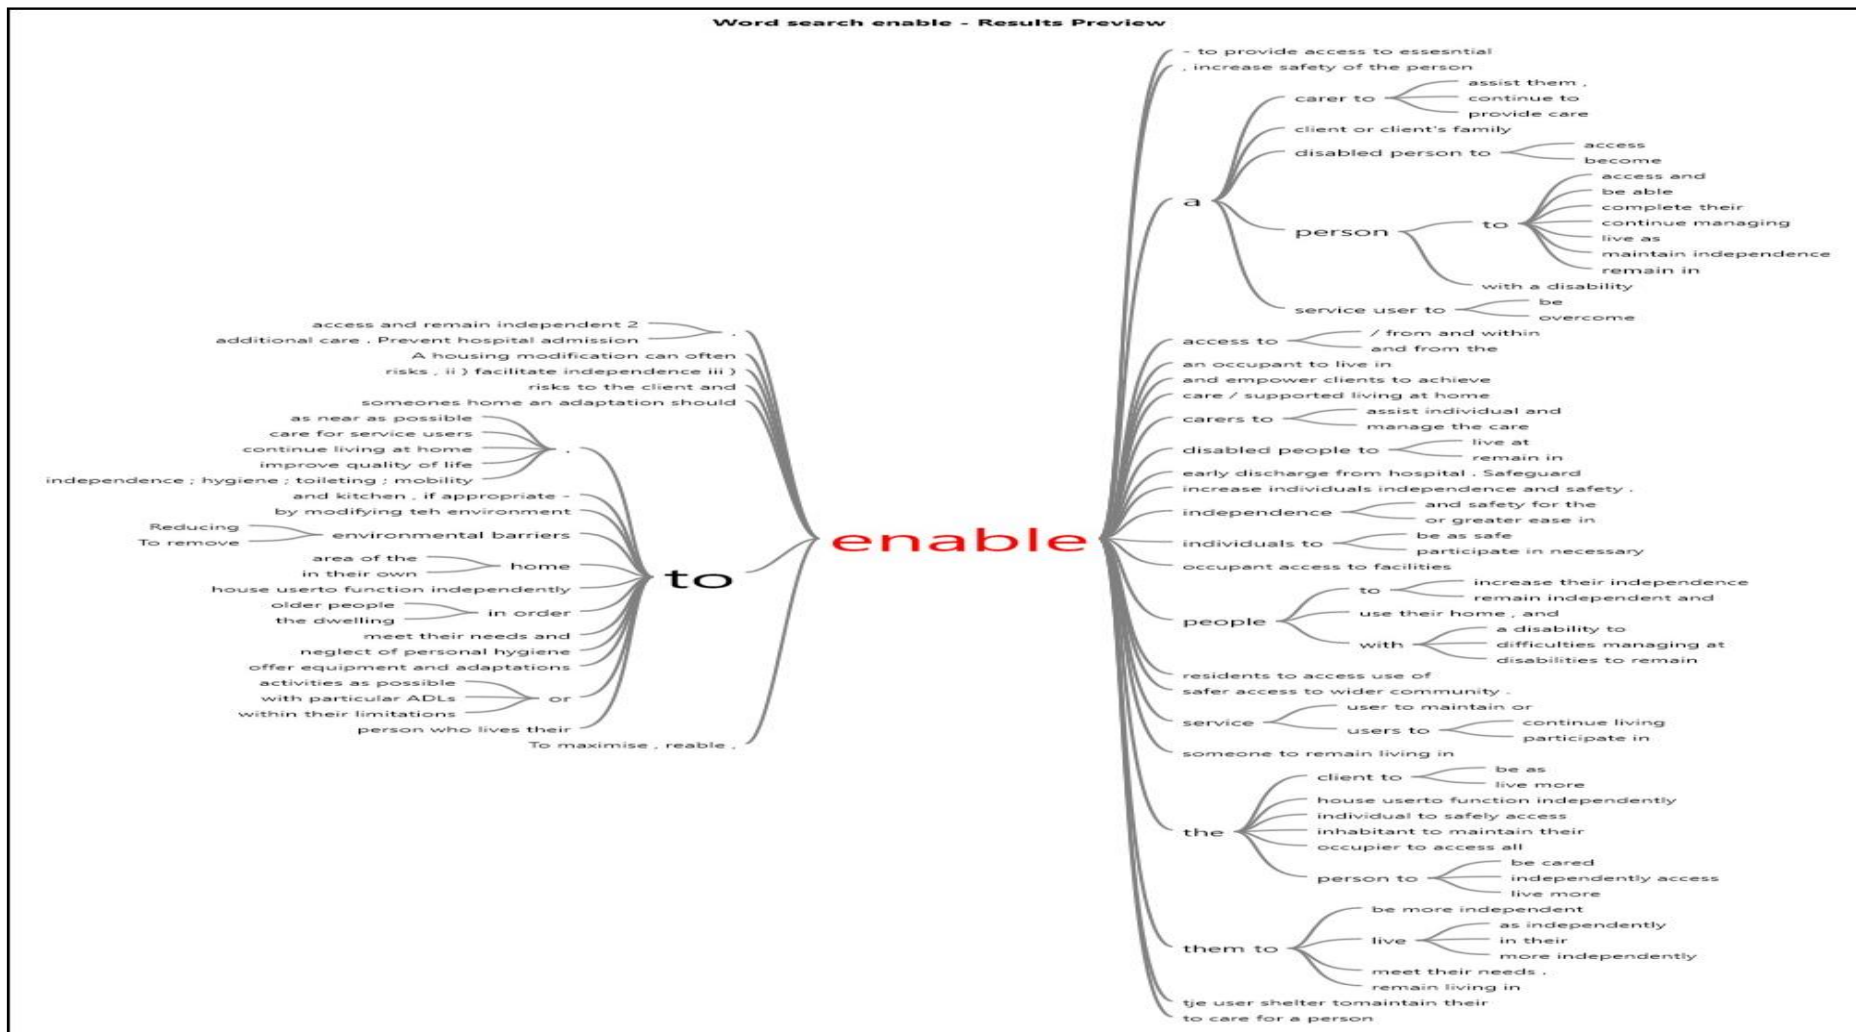 Word search enable - Results Preview
access and remain independent 2
additional care . Prevent hospital admission
.
A housing modification can often
risks , ii ) facilitate independence iii )
risks to the client and
someones home an adaptation should
as near as possible
care for service users
continue living at home
improve quality of life
independence ; hygiene ; toileting ; mobility
.
and kitchen , if appropriate -
by modifying teh environment
Reducing
To remove
environmental barriers
area of the
in their own
home
house userto function independently
older people
the dwelling
in order
meet their needs and
neglect of personal hygiene
offer equipment and adaptations
activities as possible
with particular ADLs
within their limitations
or
person who lives their
to
To maximise , reable ,
enable
- to provide access to essesntial
, increase safety of the person
a
carer to
assist them ,
continue to
provide care
client or client's family
disabled person to
access
become
person
to
access and
be able
complete their
continue managing
live as
maintain independence
remain in
with a disability
service user to
be
overcome
access to
/ from and within
and from the
an occupant to live in
and empower clients to achieve
care / supported living at home
carers to
assist individual and
manage the care
disabled people to
live at
remain in
early discharge from hospital . Safeguard
increase individuals independence and safety .
independence
and safety for the
or greater ease in
individuals to
be as safe
participate in necessary
occupant access to facilities
people
to
increase their independence
remain independent and
use their home , and
with
a disability to
difficulties managing at
disabilities to remain
residents to access use of
safer access to wider community .
service
user to maintain or
users to
continue living
participate in
someone to remain living in
the
client to
be as
live more
house userto function independently
individual to safely access
inhabitant to maintain their
occupier to access all
person to
be cared
independently access
live more
them to
be more independent
live
as independently
in their
more independently
meet their needs .
remain living in
tje user shelter tomaintain their
to care for a person